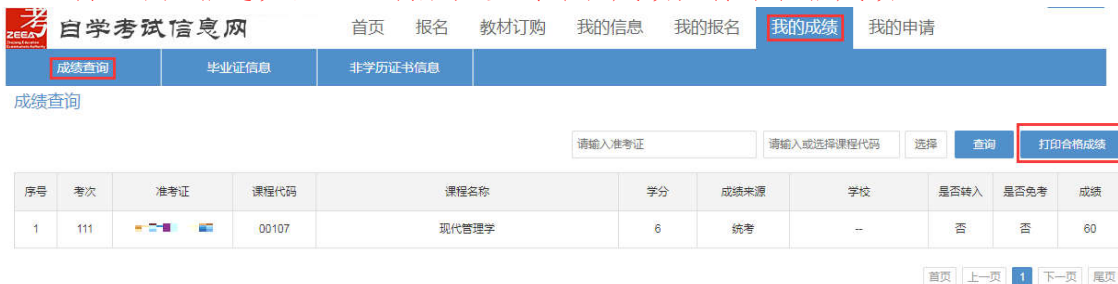 ZEEA
自学考试信息网 首页 报名 教材订购 我的信息 我的报名 我的成绩 我的申请
成绩查询 毕业证信息 非学历证书信息
成绩查询
请输入准考证 请输入或选择课程代码 选择 查询 打印合格成绩
序号 考次 准考证 课程代码 课程名称 学分 成绩来源 学校 是否转入 是否免考 成绩
1 111 00107 现代管理学 6 统考 -- 否 否 60
首页 上一页 1 下一页 尾页